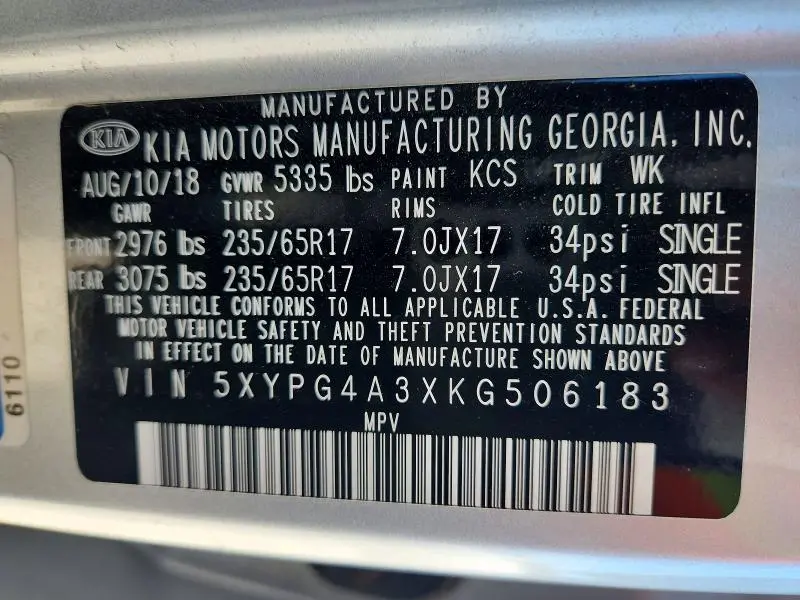 MANUFACTURED BY
KIA KIA MOTORS MANUFACTURING GEORGIA, INC.
AUG/10/18 GVWR 5335 lbs PAINT KCS TRIM WK
GAWR TIRES RIMS COLD TIRE INFL
FRONT 2976 lbs 235/65R17 7.0JX17 34psi SINGLE
REAR 3075 lbs 235/65R17 7.0JX17 34psi SINGLE
THIS VEHICLE CONFORMS TO ALL APPLICABLE U.S.A. FEDERAL
MOTOR VEHICLE SAFETY AND THEFT PREVENTION STANDARDS
IN EFFECT ON THE DATE OF MANUFACTURE SHOWN ABOVE
VIN 5XYPG4A3XKG506183
MPV
6110